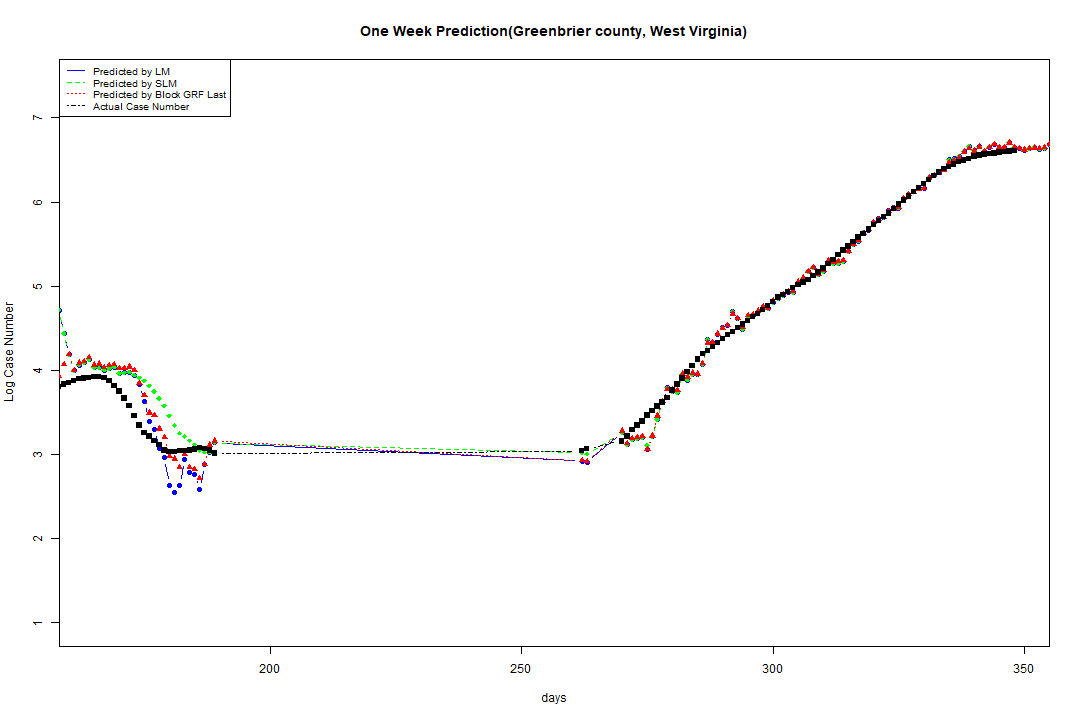 One Week Prediction(Greenbrier county, West Virginia)
Predicted by LM
Predicted by SLM
Predicted by Block GRF Last
Actual Case Number
Log Case Number
7
6
5
4
3
2
1
200 250 300 350
days